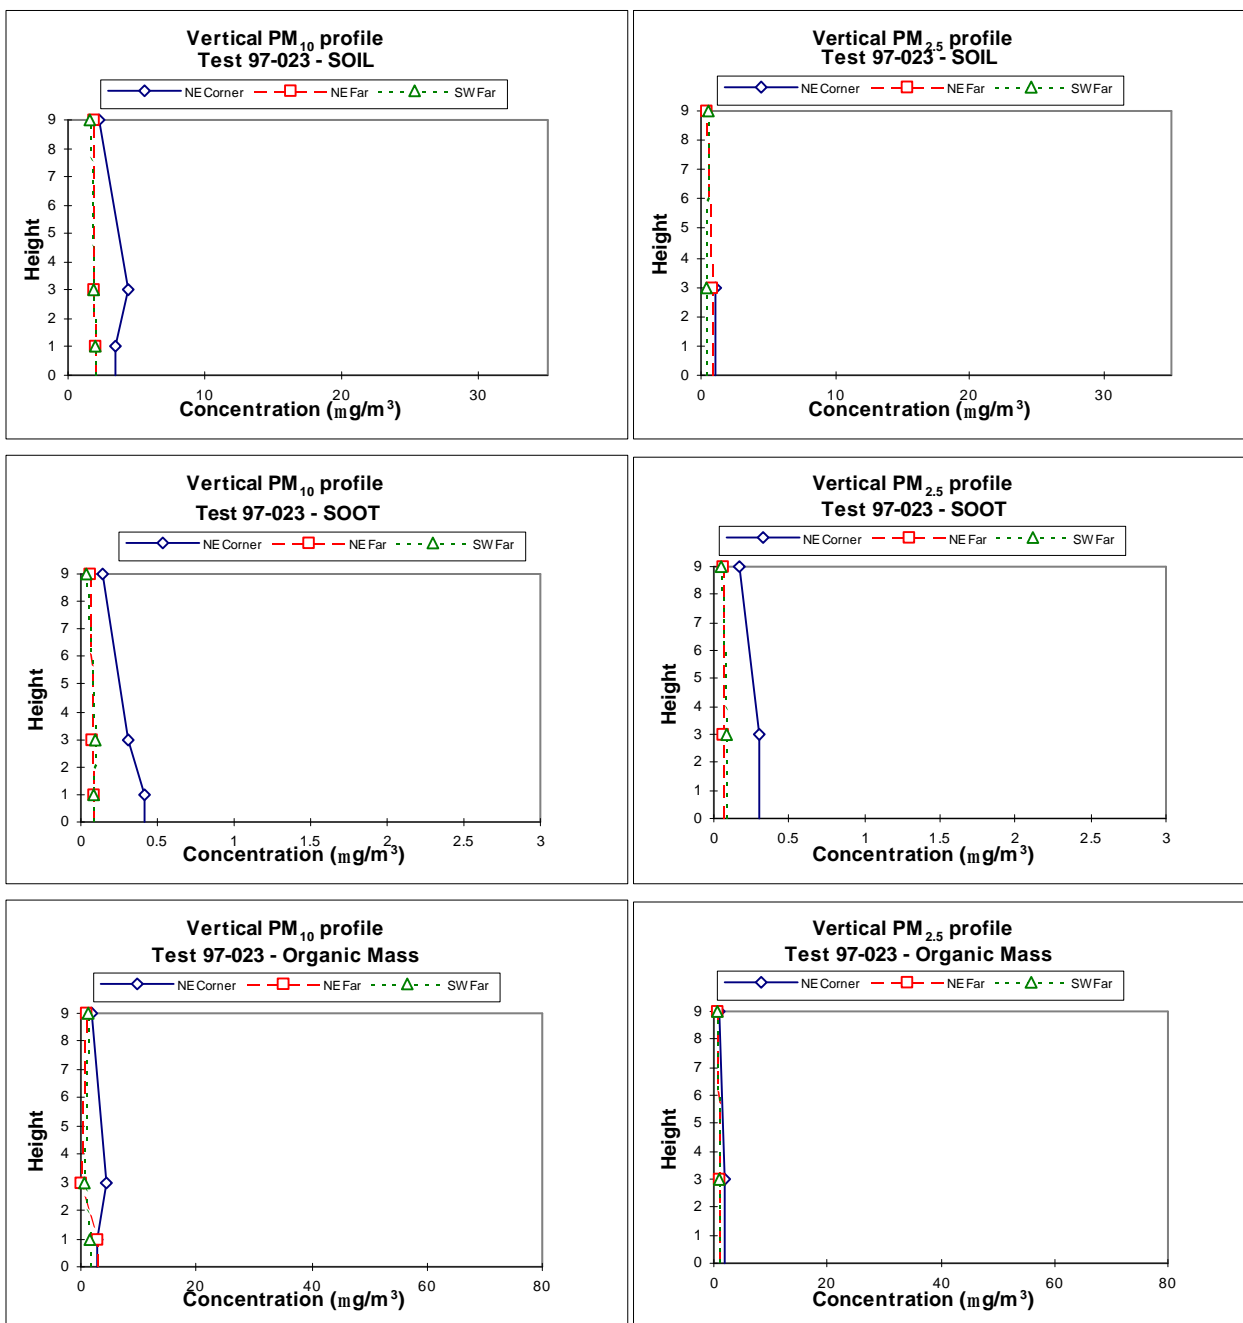 Vertical PM10 profile
Test 97-023 - SOIL
NE Corner NE Far SW Far
9
8
7
6
5
4
3
2
1
0
Height
0 10 20 30
Concentration (mg/m³)
Vertical PM2.5 profile
Test 97-023 - SOIL
NE Corner NE Far SW Far
9
8
7
6
5
4
3
2
1
0
Height
0 10 20 30
Concentration (mg/m³)
Vertical PM10 profile
Test 97-023 - SOOT
NE Corner NE Far SW Far
9
8
7
6
5
4
3
2
1
0
Height
0 0.5 1 1.5 2 2.5 3
Concentration (mg/m³)
Vertical PM2.5 profile
Test 97-023 - SOOT
NE Corner NE Far SW Far
9
8
7
6
5
4
3
2
1
0
Height
0 0.5 1 1.5 2 2.5 3
Concentration (mg/m³)
Vertical PM10 profile
Test 97-023 - Organic Mass
NE Corner NE Far SW Far
9
8
7
6
5
4
3
2
1
0
Height
0 20 40 60 80
Concentration (mg/m³)
Vertical PM2.5 profile
Test 97-023 - Organic Mass
NE Corner NE Far SW Far
9
8
7
6
5
4
3
2
1
0
Height
0 20 40 60 80
Concentration (mg/m³)